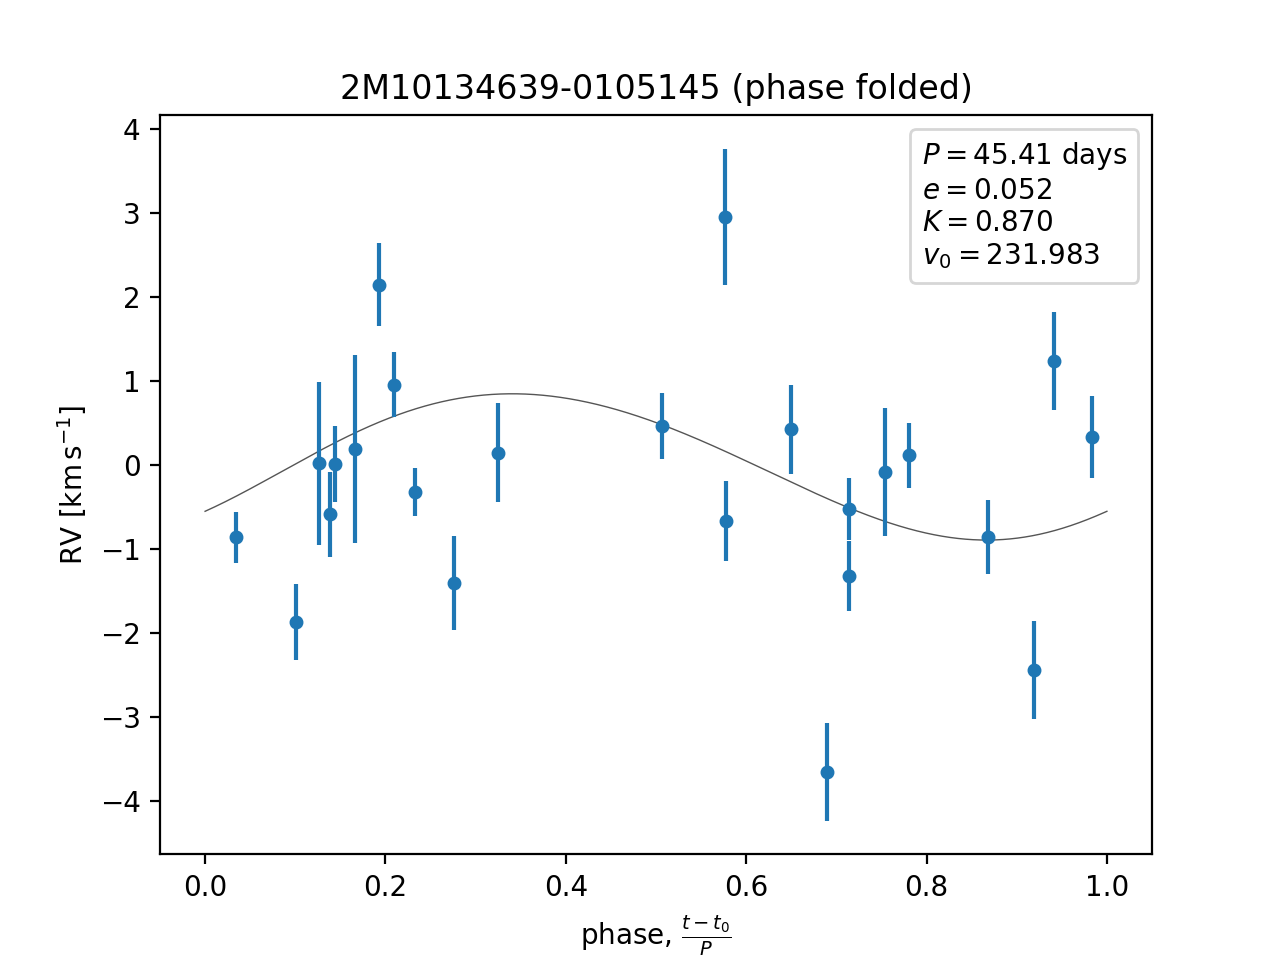 2M10134639-0105145 (phase folded)
P = 45.41 days
e = 0.052
K = 0.870
v₀ = 231.983
4
3
2
1
0
−1
−2
−3
−4
RV [km s⁻¹]
0.0 0.2 0.4 0.6 0.8 1.0
phase, (t − t₀)/P